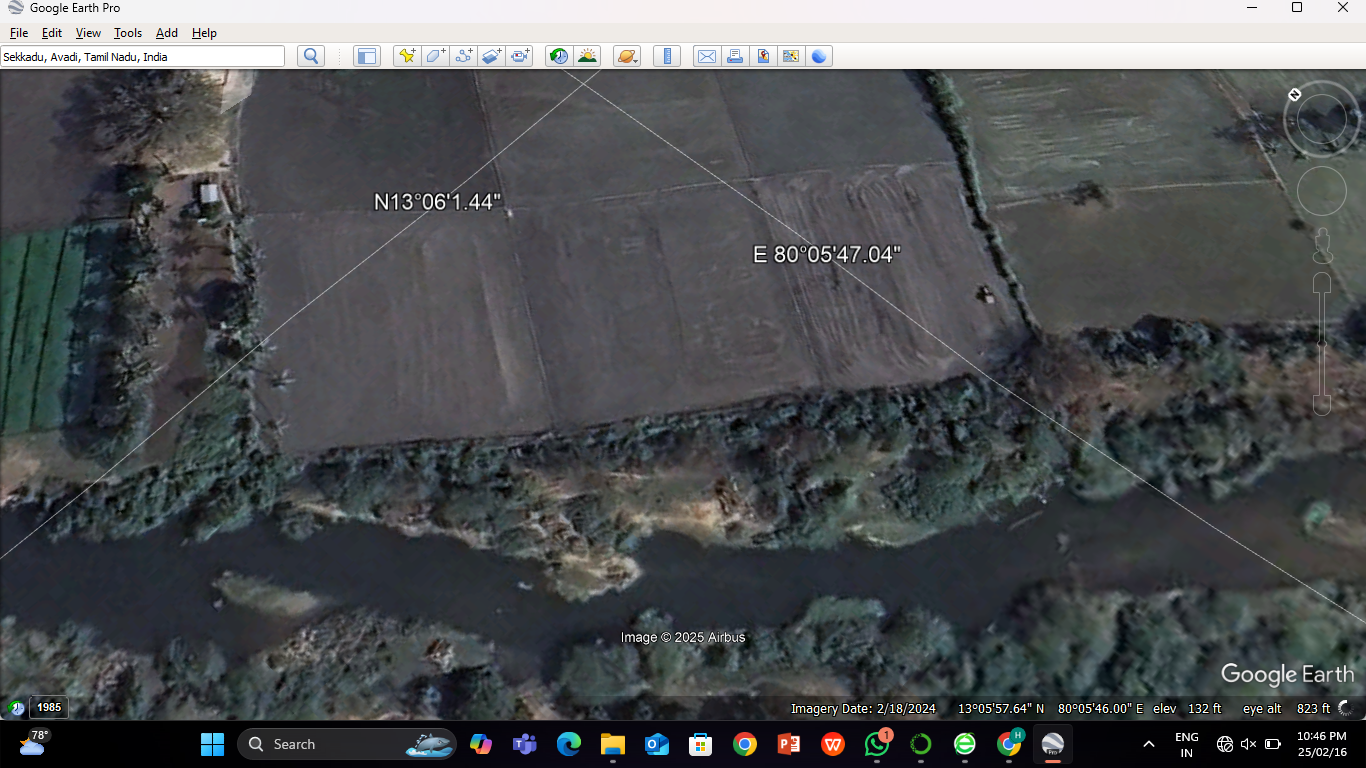 Google Earth Pro
File Edit View Tools Add Help
Sekkadu, Avadi, Tamil Nadu, India
N
N13°06'1.44"
E 80°05'47.04"
Image © 2025 Airbus
Google Earth
1985
Imagery Date: 2/18/2024 13°05'57.64" N 80°05'46.00" E elev 132 ft eye alt 823 ft
78°
Search
1
H
Pro
ENG
IN
10:46 PM
25/02/16